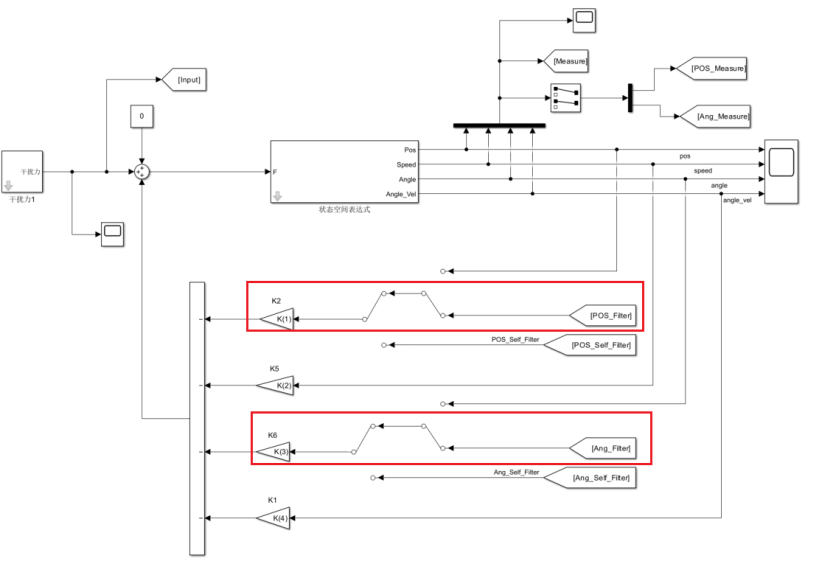 [Measure]
[Input]
[POS_Measure]
0
[Ang_Measure]
干扰力
干扰力1
F
Pos
Speed
Angle
Angle_Vel
状态空间表达式
pos
speed
angle
angle_vel
K2
K(1)
[POS_Filter]
POS_Self_Filter
[POS_Self_Filter]
K5
K(2)
K6
K(3)
[Ang_Filter]
Ang_Self_Filter
[Ang_Self_Filter]
K1
K(4)